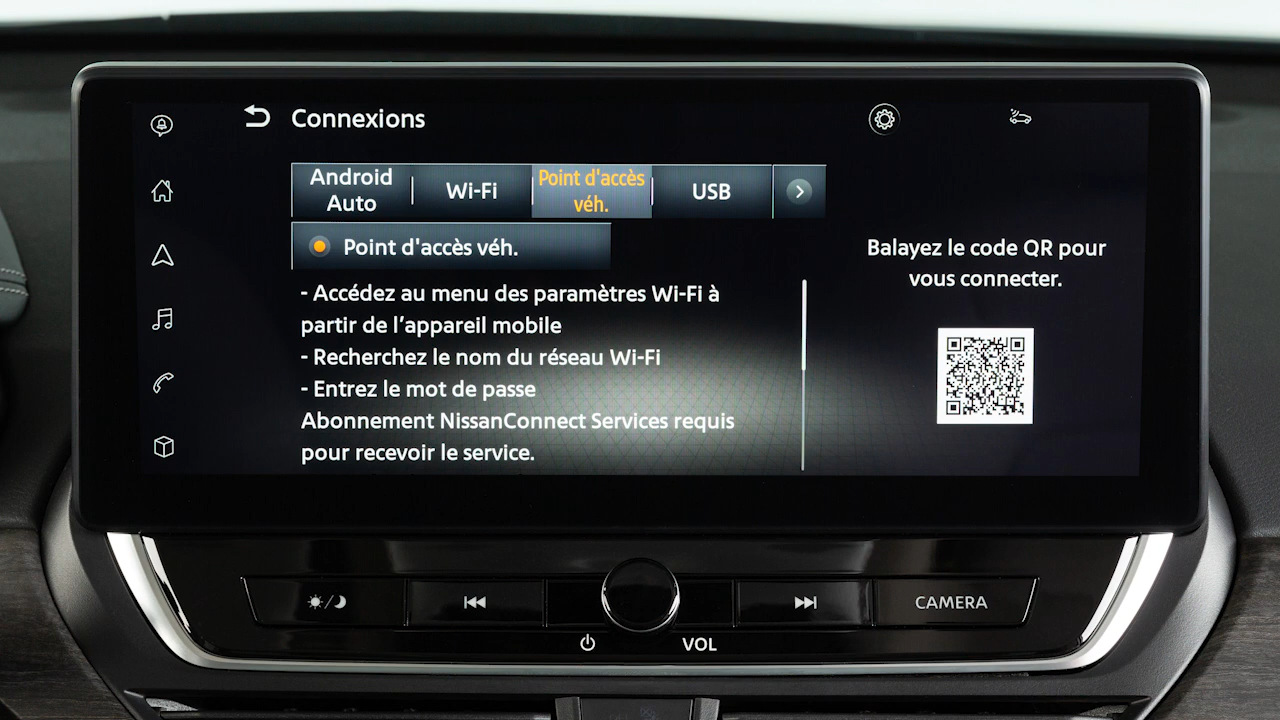 Connexions
Android
Auto
Wi-Fi
Point d'accès
véh.
USB
Point d'accès véh.
- Accédez au menu des paramètres Wi-Fi à
partir de l’appareil mobile
- Recherchez le nom du réseau Wi-Fi
- Entrez le mot de passe
Abonnement NissanConnect Services requis
pour recevoir le service.
Balayez le code QR pour
vous connecter.
CAMERA
VOL